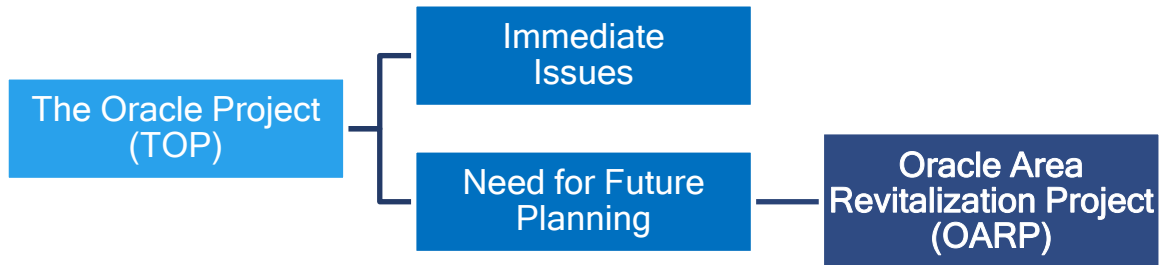 The Oracle Project
(TOP)
Immediate
Issues
Need for Future
Planning
Oracle Area
Revitalization Project
(OARP)